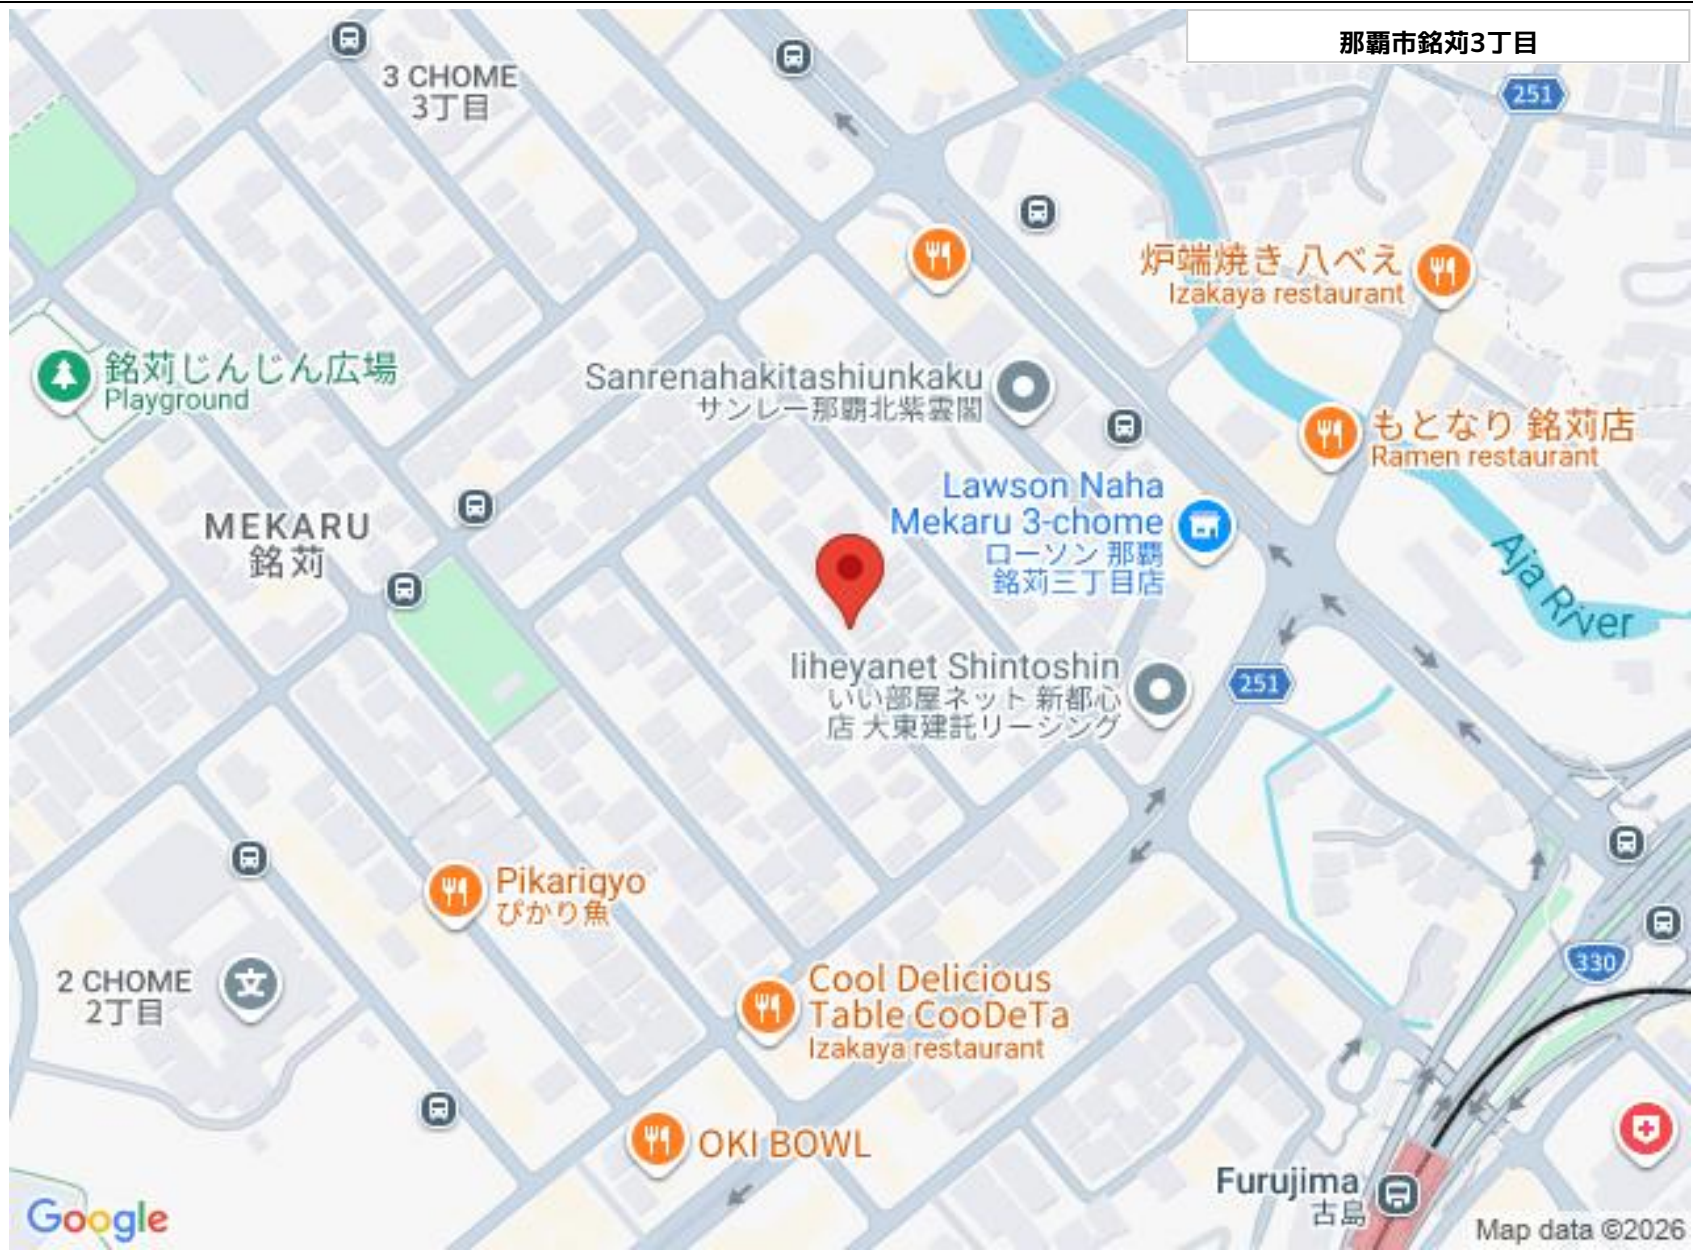 那覇市銘苅3丁目
3 CHOME
3丁目
251
炉端焼き 八べえ
Izakaya restaurant
銘苅じんじん広場
Playground
Sanrenahakitashiunkaku
サンレー那覇北紫雲閣
もとなり 銘苅店
Ramen restaurant
Lawson Naha
Mekaru 3-chome
ローソン 那覇
銘苅三丁目店
MEKARU
銘苅
Aja River
Iiheyanet Shintoshin
いい部屋ネット 新都心
店 大東建託リーシング
251
Pikarigyo
ぴかり魚
2 CHOME
2丁目
文
330
Cool Delicious
Table CooDeTa
Izakaya restaurant
OKI BOWL
Furujima
古島
Google
Map data ©2026